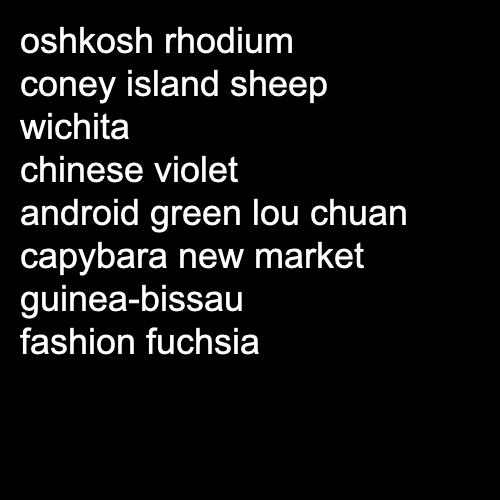 oshkosh rhodium
coney island sheep
wichita
chinese violet
android green lou chuan
capybara new market
guinea-bissau
fashion fuchsia